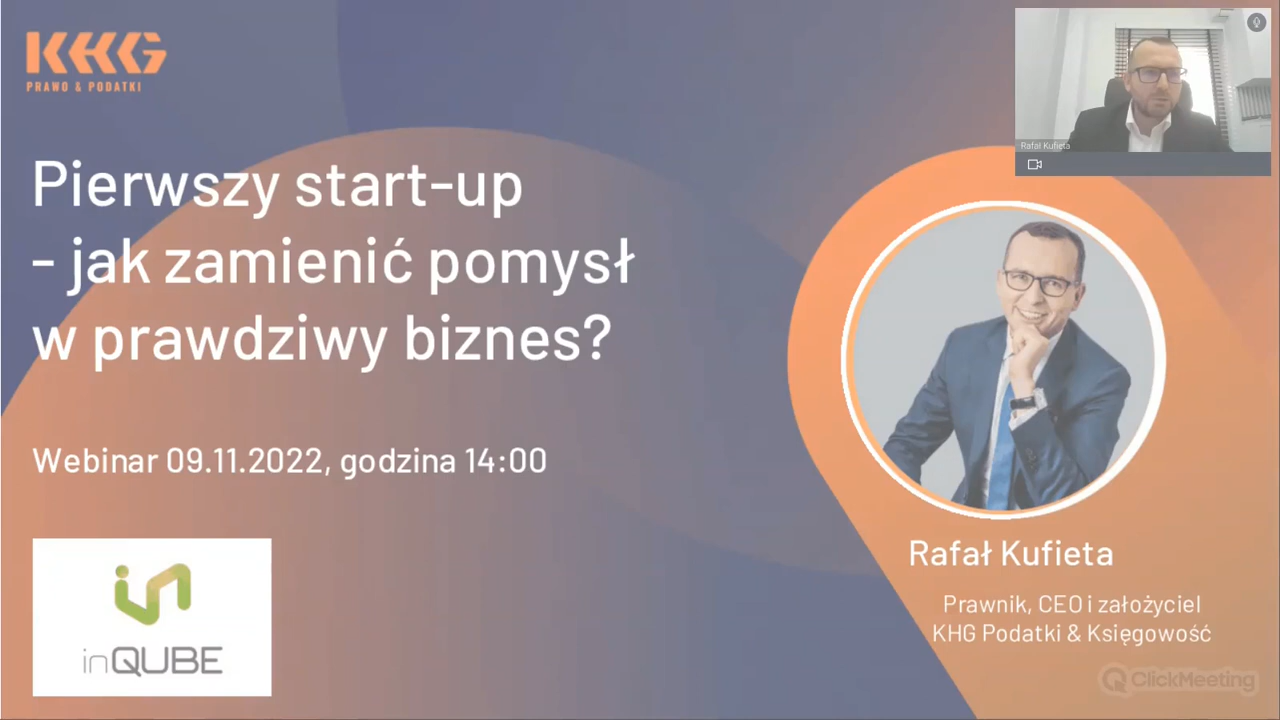 KHG
PRAWO & PODATKI
Rafał Kufieta
Pierwszy start-up
- jak zamienić pomysł
w prawdziwy biznes?
Webinar 09.11.2022, godzina 14:00
inQUBE
Rafał Kufieta
Prawnik, CEO i założyciel
KHG Podatki & Księgowość
ClickMeeting